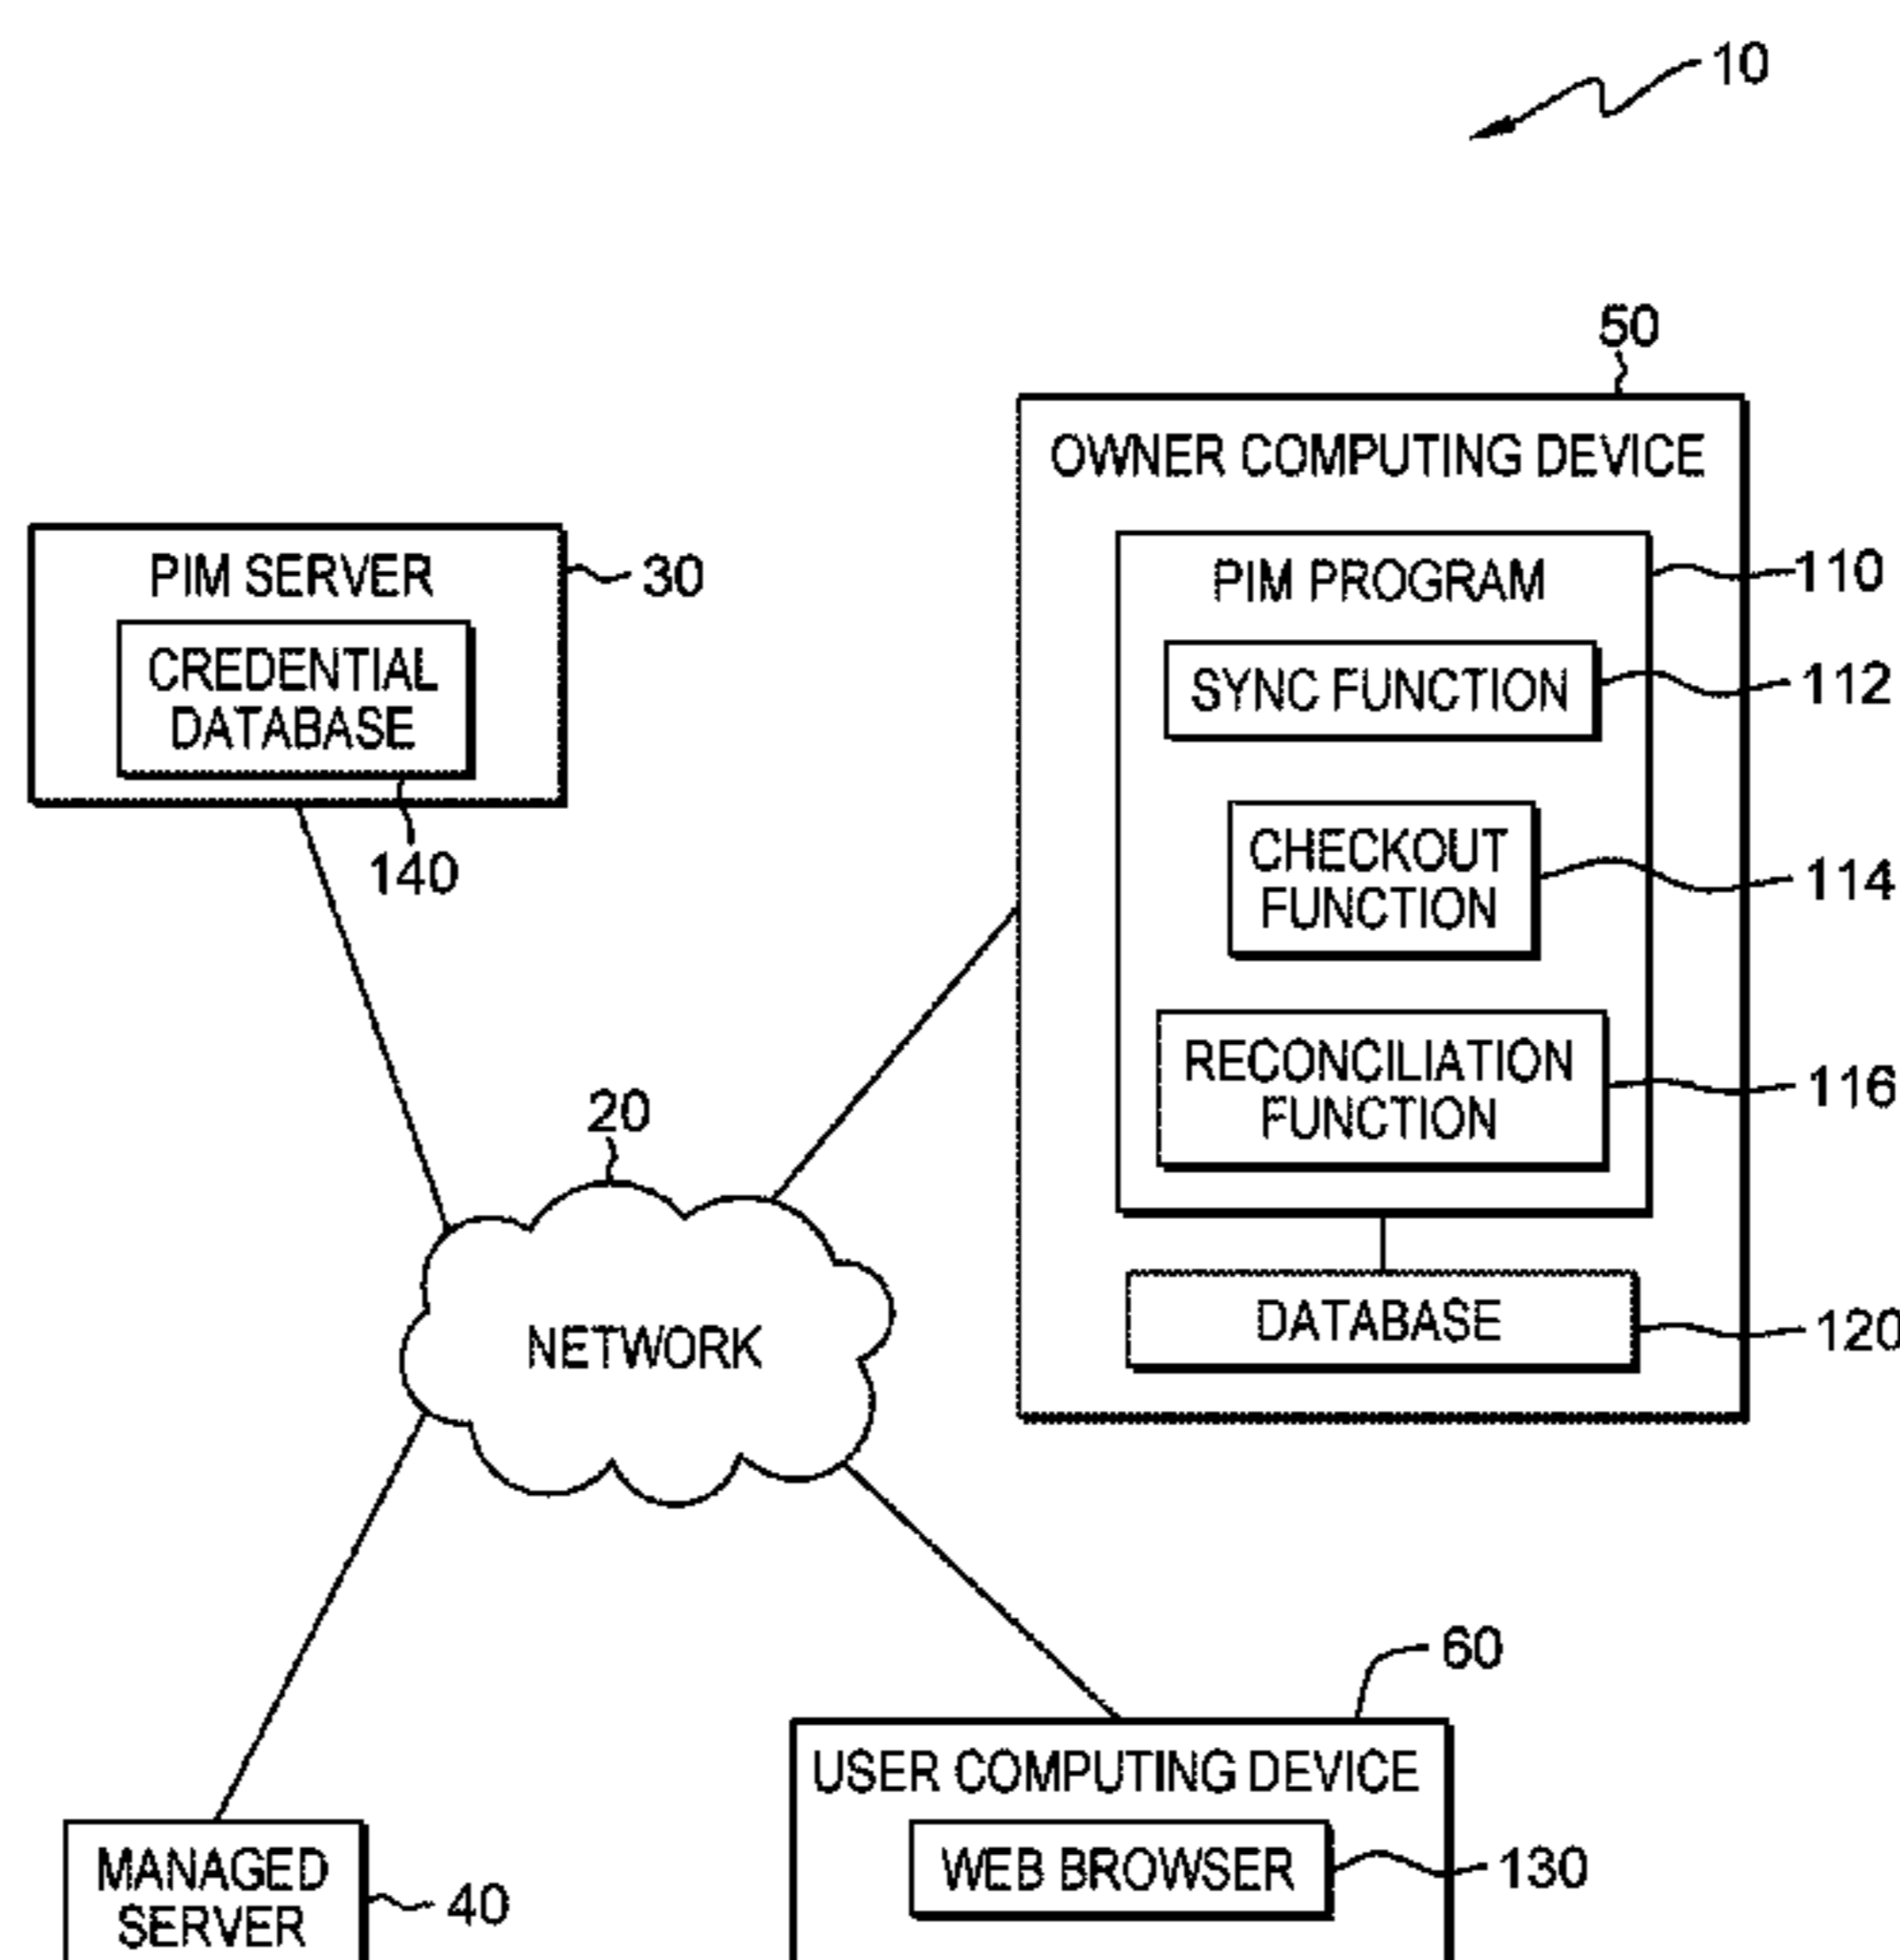 10
50
OWNER COMPUTING DEVICE
PIM SERVER
30
PIM PROGRAM
110
CREDENTIAL
DATABASE
SYNC FUNCTION
112
140
CHECKOUT
FUNCTION
114
RECONCILIATION
FUNCTION
116
20
NETWORK
DATABASE
120
60
USER COMPUTING DEVICE
MANAGED
SERVER
40
WEB BROWSER
130